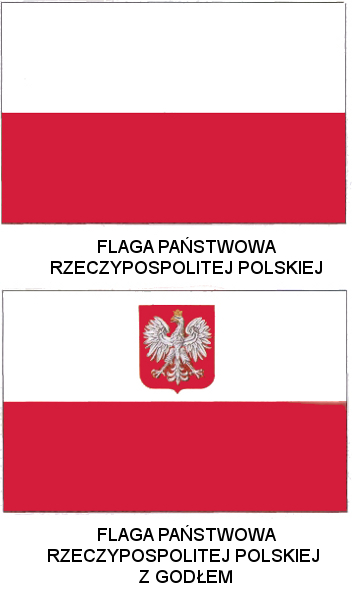 FLAGA PAŃSTWOWA
RZECZYPOSPOLITEJ POLSKIEJ
FLAGA PAŃSTWOWA
RZECZYPOSPOLITEJ POLSKIEJ
Z GODŁEM